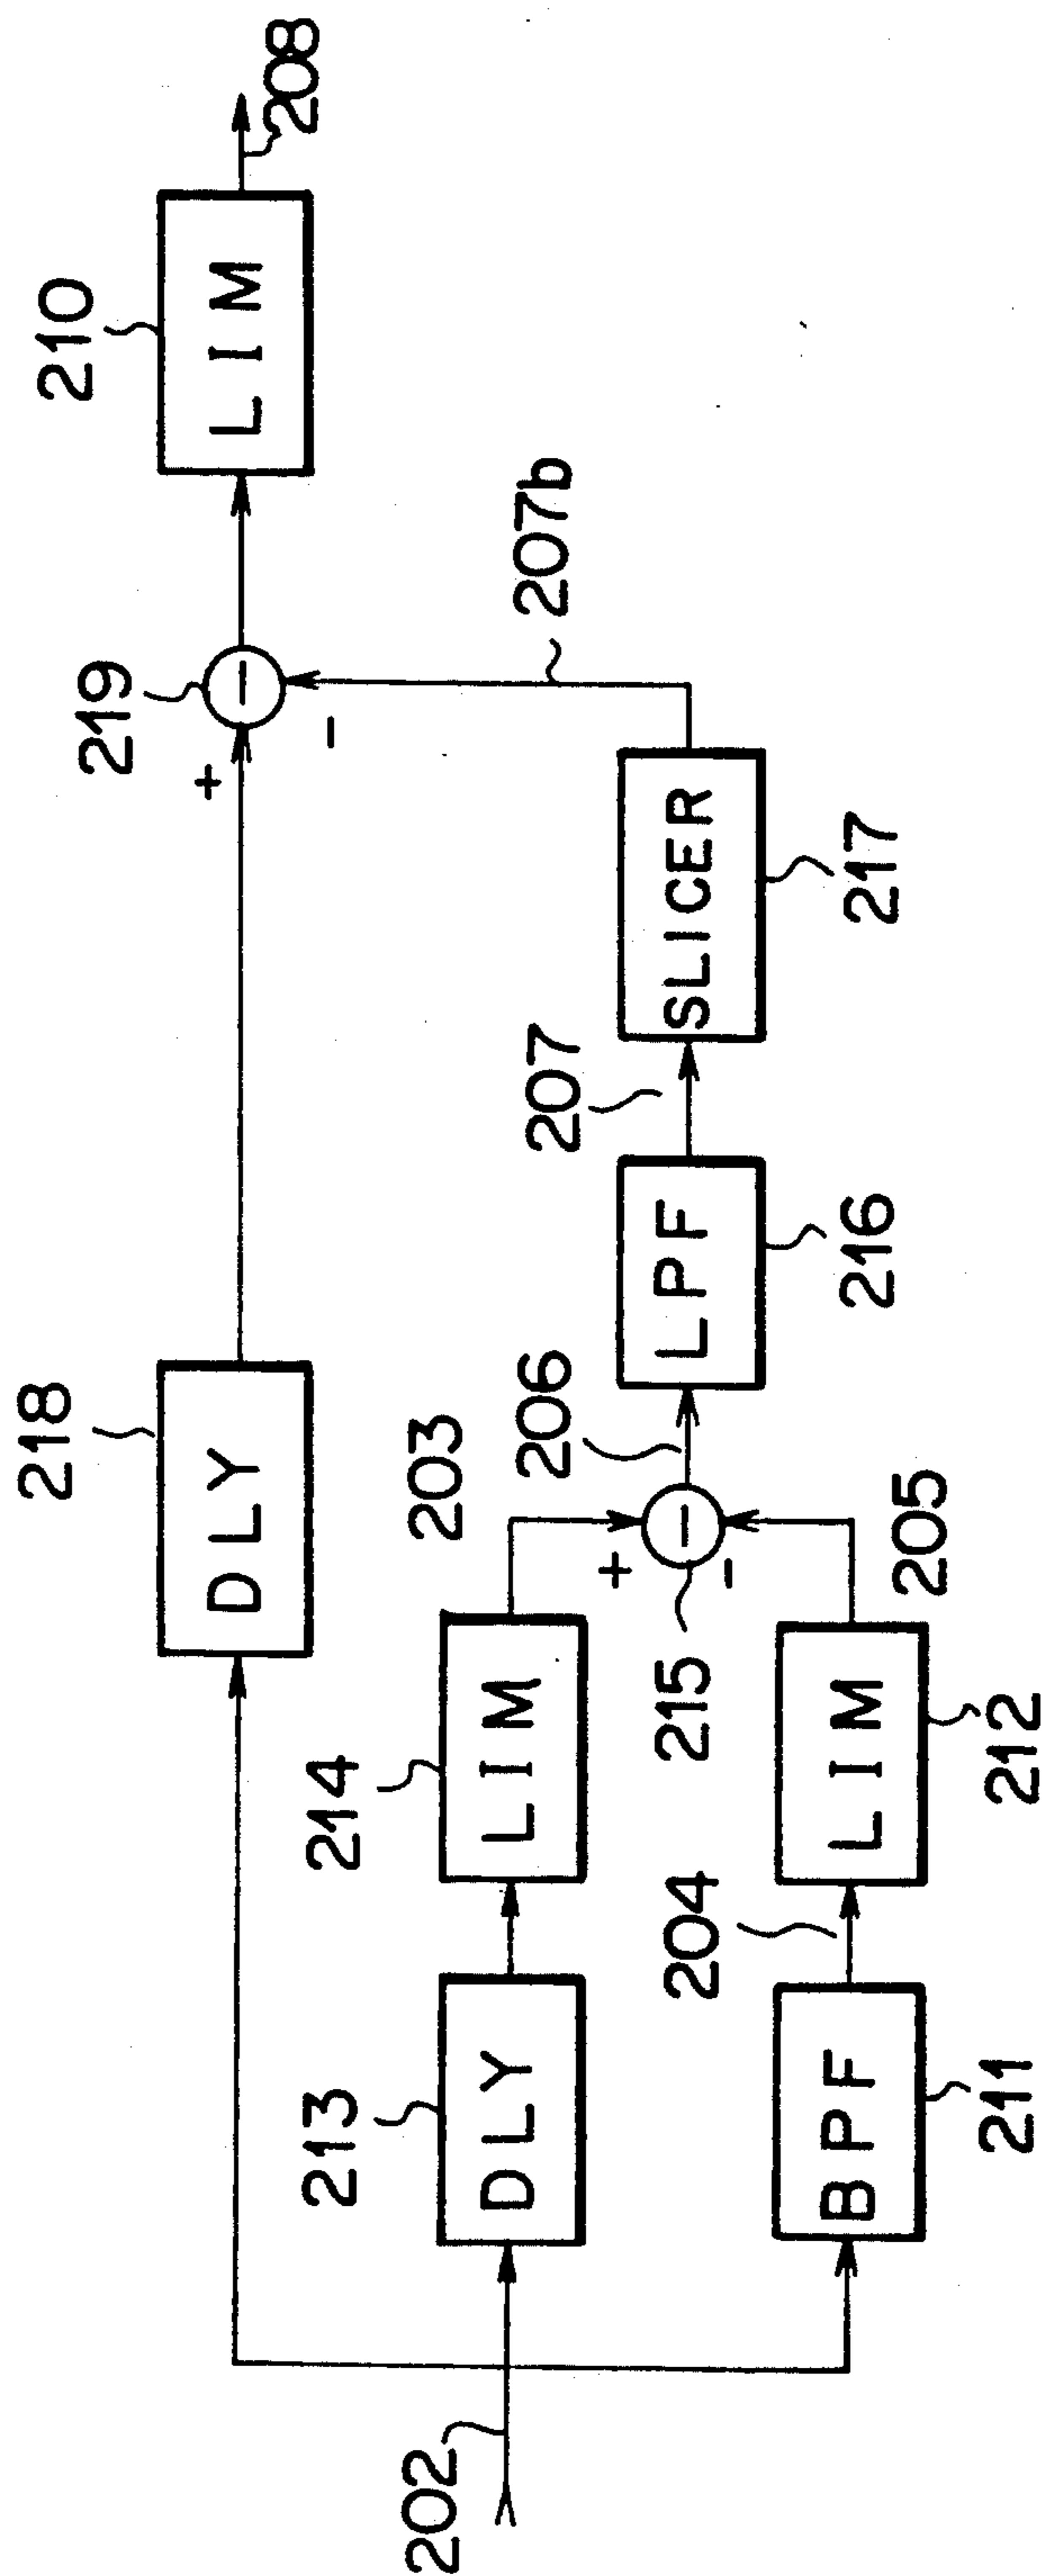 218
DLY
219
+
-
-
210
LIM
208
213
DLY
214
LIM
203
202
+
-
-
215
206
LPF
216
207
SLICER
217
207b
BPF
211
204
LIM
212
205